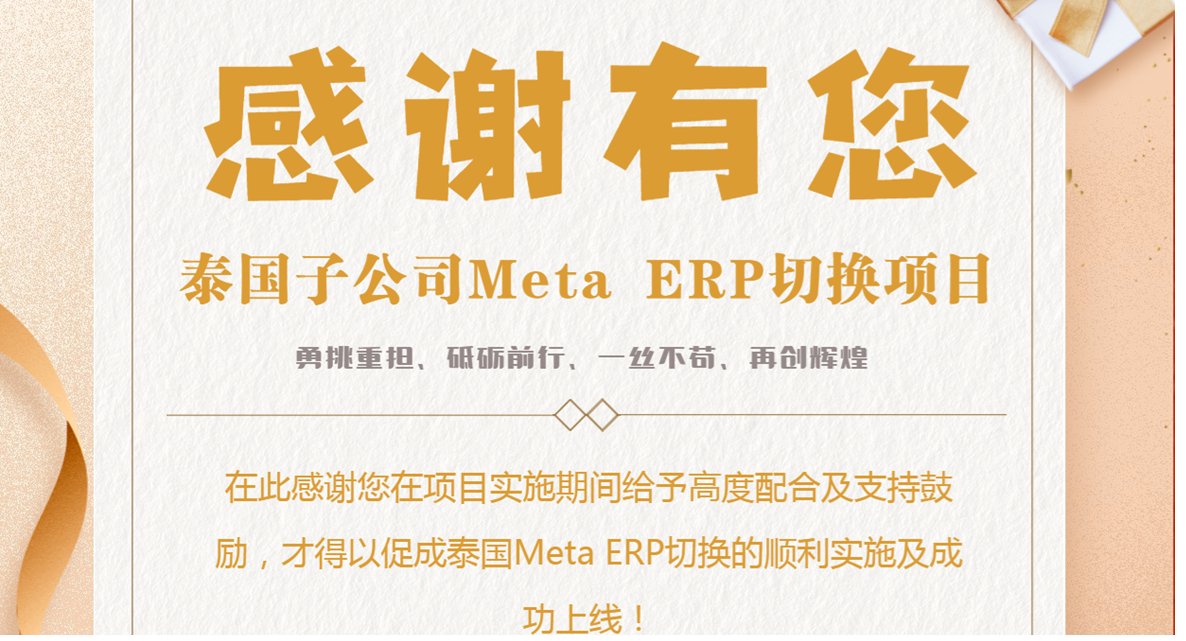 感谢有您
泰国子公司Meta ERP切换项目
勇挑重担、砥砺前行、一丝不苟、再创辉煌
在此感谢您在项目实施期间给予高度配合及支持鼓
励，才得以促成泰国Meta ERP切换的顺利实施及成
功上线！